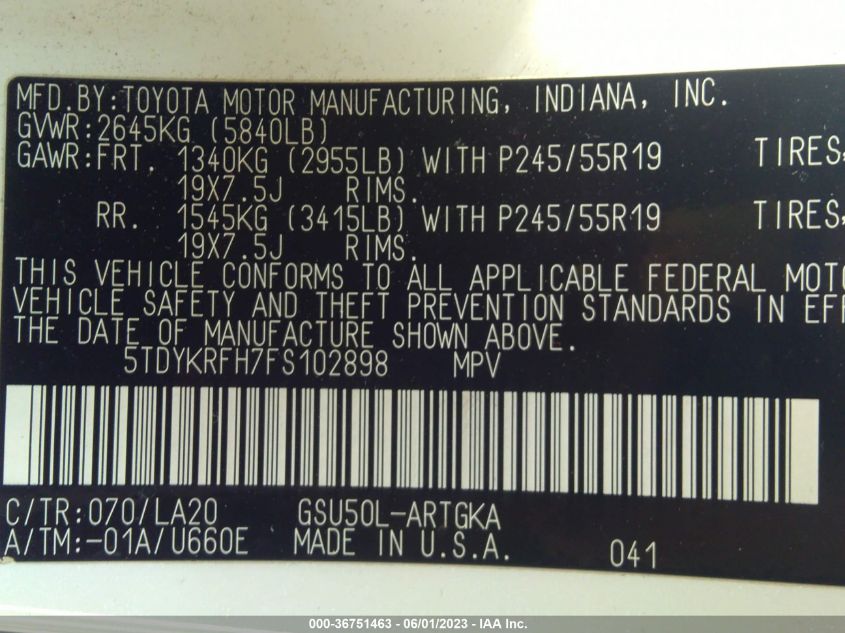 MFD.BY:TOYOTA MOTOR MANUFACTURING, INDIANA, INC.
GVWR:2645KG (5840LB)
GAWR:FRT. 1340KG (2955LB) WITH P245/55R19 TIRES,
19X7.5J RIMS.
RR. 1545KG (3415LB) WITH P245/55R19 TIRES,
19X7.5J RIMS.
THIS VEHICLE CONFORMS TO ALL APPLICABLE FEDERAL MOTO
VEHICLE SAFETY AND THEFT PREVENTION STANDARDS IN EFF
THE DATE OF MANUFACTURE SHOWN ABOVE.
5TDYKRFH7FS102898 MPV
C/TR:070/LA20 GSU50L-ARTGKA
A/TM:-01A/U660E MADE IN U.S.A. 041
000-36751463 - 06/01/2023 - IAA Inc.